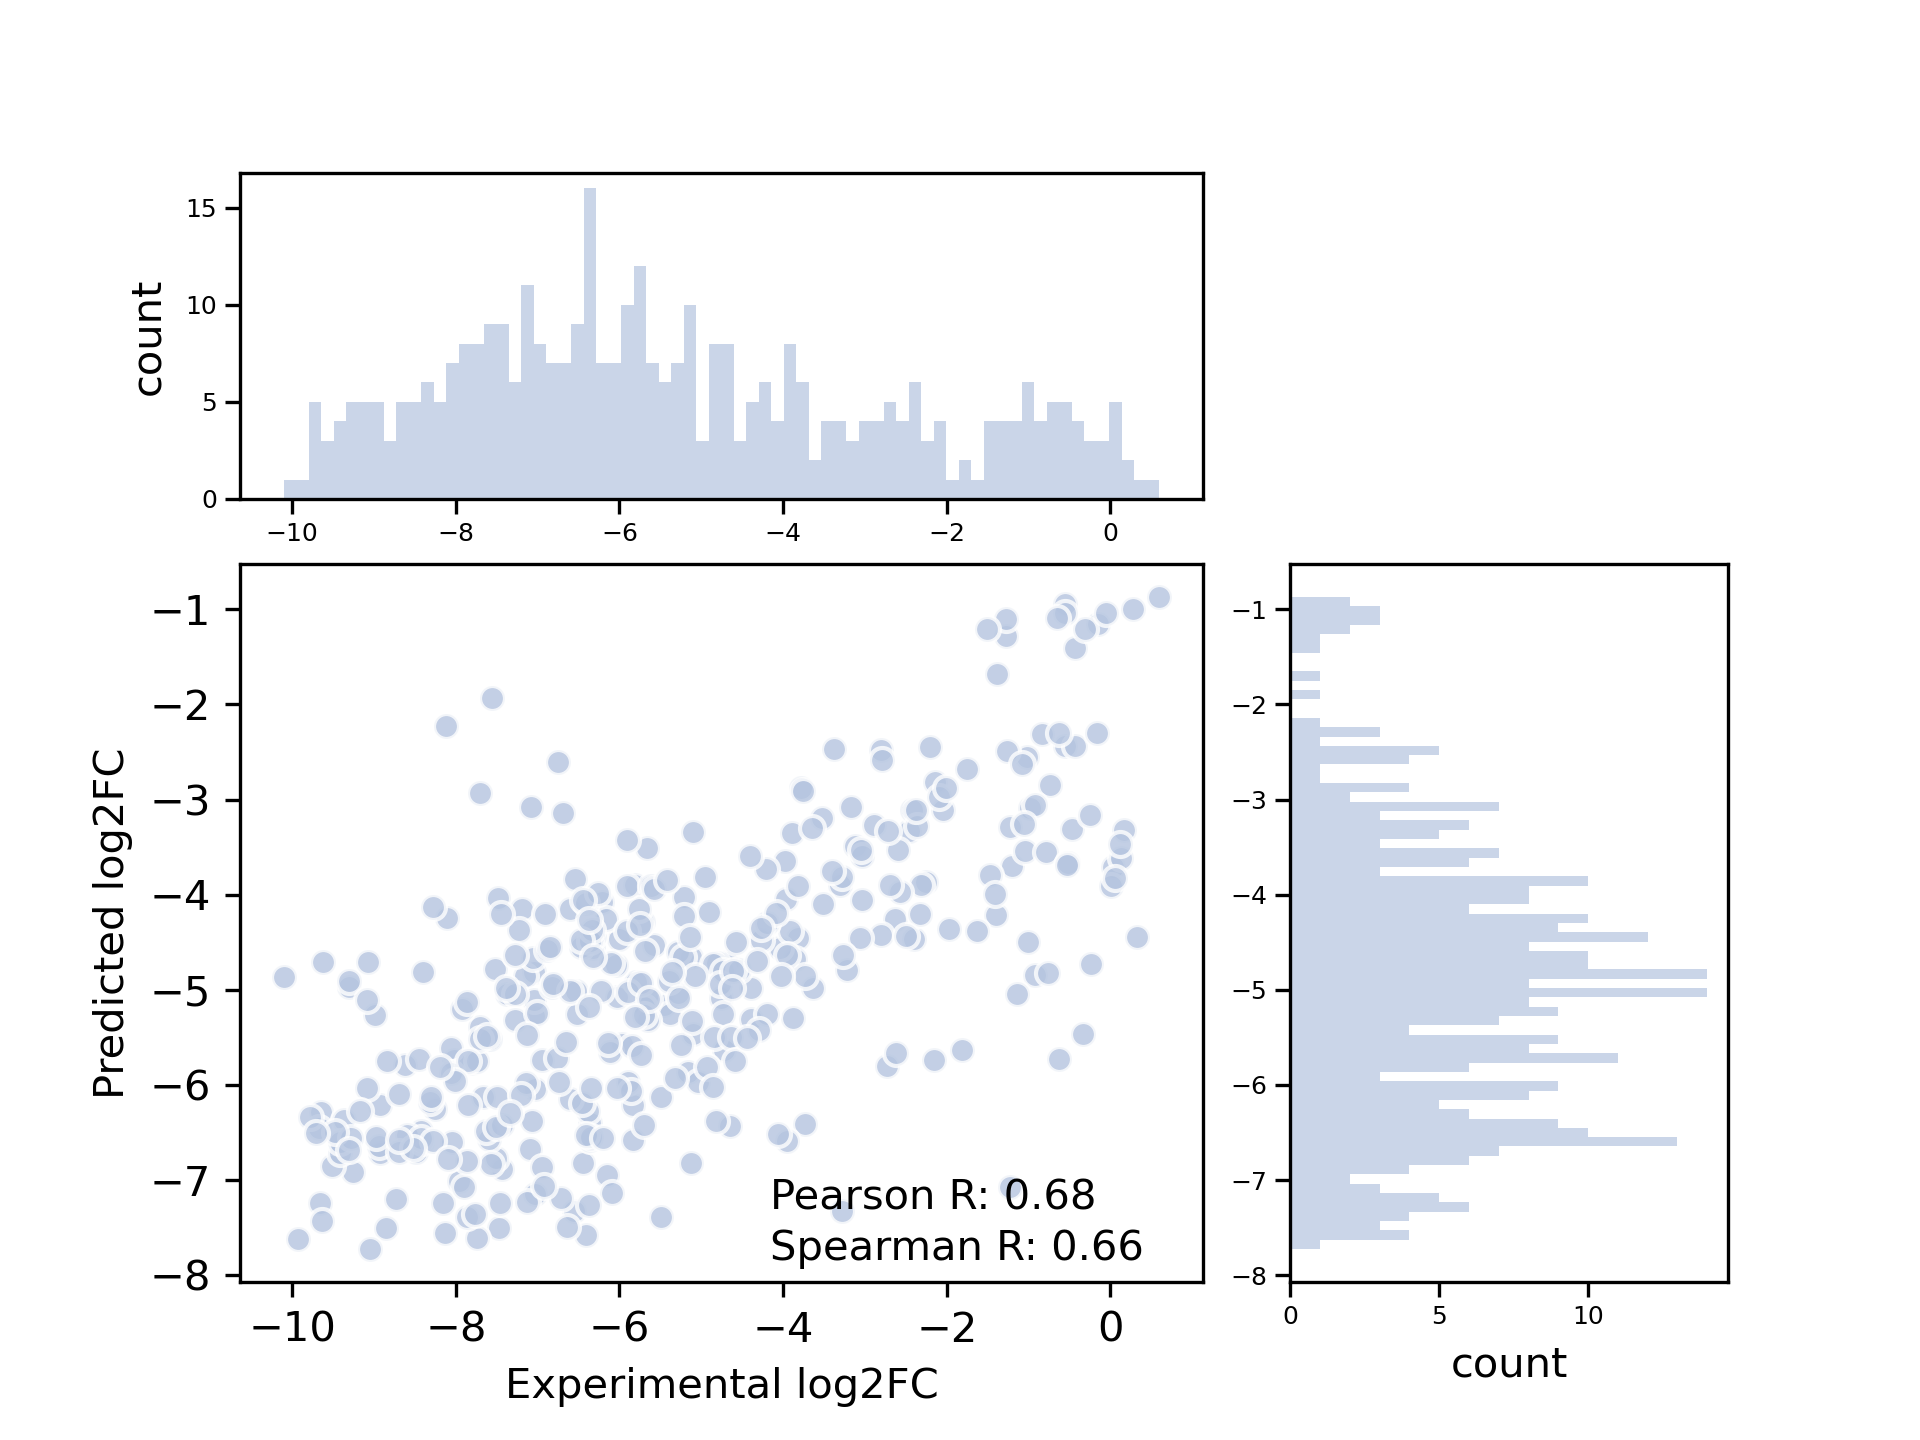 15
10
5
0
count
−10 −8 −6 −4 −2 0
−1
−2
−3
−4
−5
−6
−7
−8
Predicted log2FC
Pearson R: 0.68
Spearman R: 0.66
−10 −8 −6 −4 −2 0
Experimental log2FC
−1
−2
−3
−4
−5
−6
−7
−8
0 5 10
count